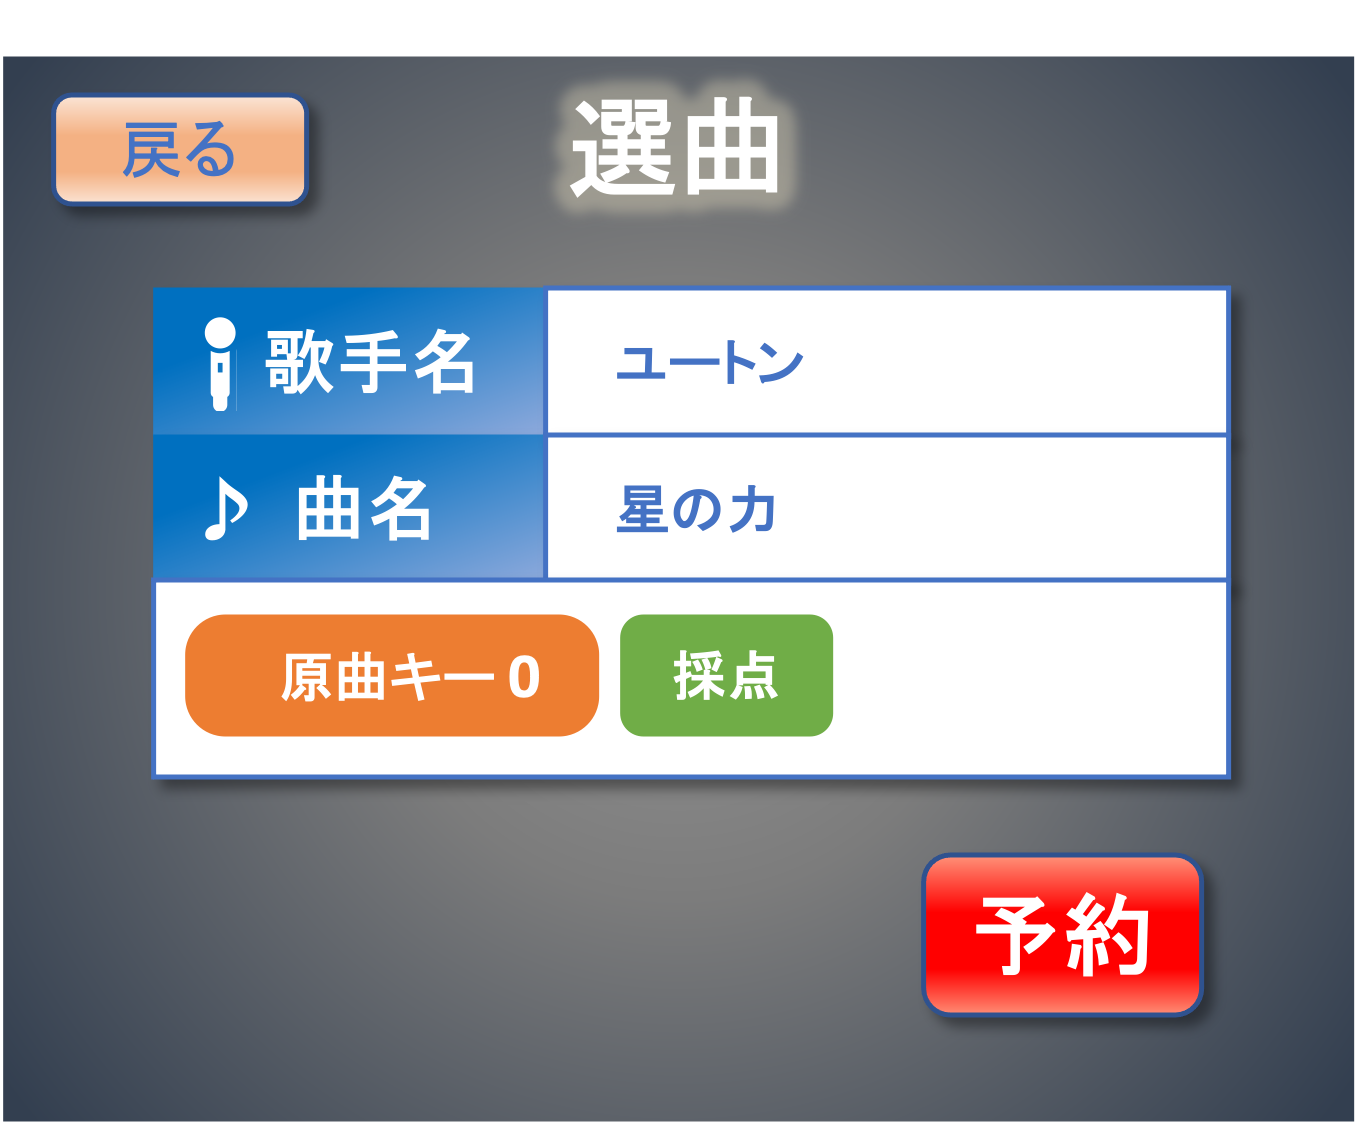 選曲
戻る
歌手名 ユートン
曲名 星の力
原曲キー0 採点
予約